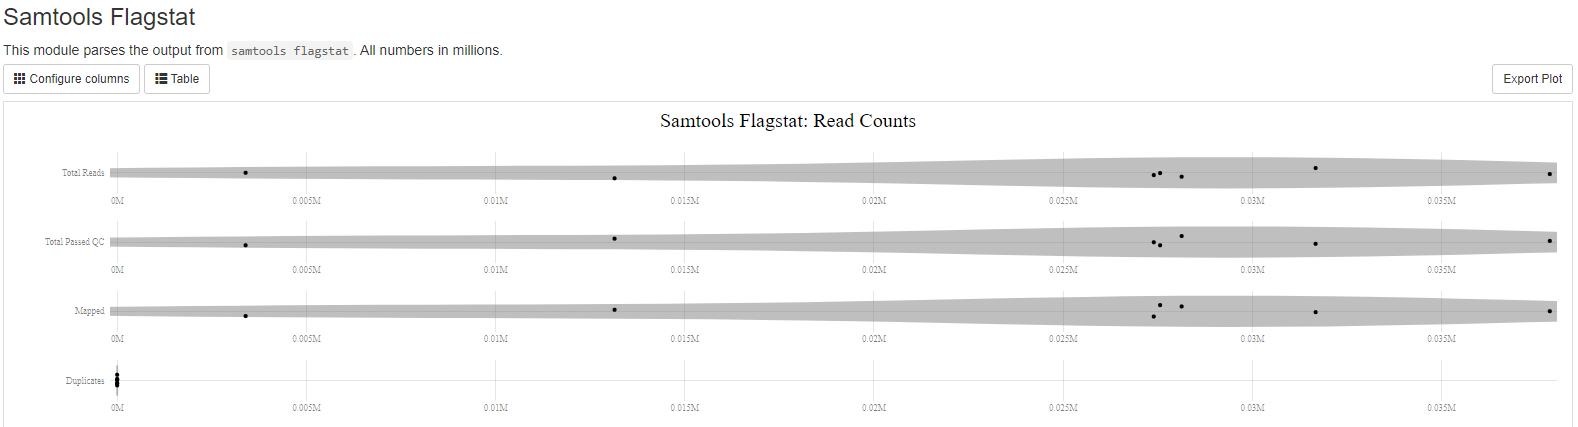 Samtools Flagstat
This module parses the output from samtools flagstat. All numbers in millions.
Configure columns Table Export Plot
Samtools Flagstat: Read Counts
Total Reads
0M 0.005M 0.01M 0.015M 0.02M 0.025M 0.03M 0.035M
Total Passed QC
0M 0.005M 0.01M 0.015M 0.02M 0.025M 0.03M 0.035M
Mapped
0M 0.005M 0.01M 0.015M 0.02M 0.025M 0.03M 0.035M
Duplicates
0M 0.005M 0.01M 0.015M 0.02M 0.025M 0.03M 0.035M